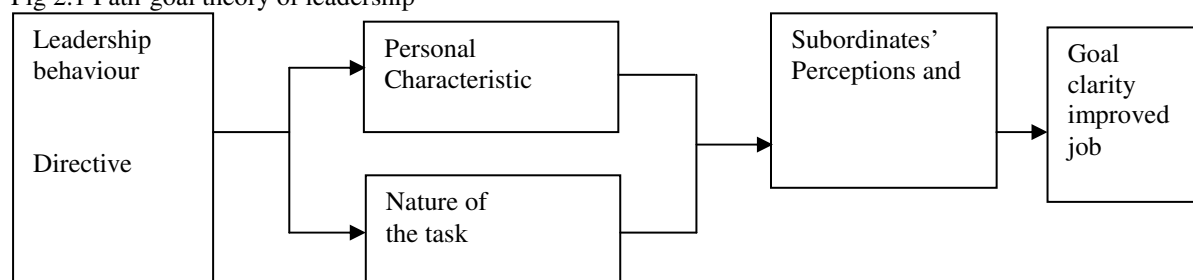 Fig 2.1 Path-goal theory of leadership
Leadership
behaviour
Directive
Personal
Characteristic
Nature of
the task
Subordinates’
Perceptions and
Goal
clarity
improved
job